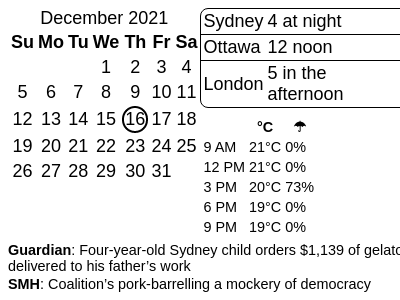 December 2021
Su Mo Tu We Th Fr Sa
1 2 3 4
5 6 7 8 9 10 11
12 13 14 15 16 17 18
19 20 21 22 23 24 25
26 27 28 29 30 31
Sydney 4 at night
Ottawa 12 noon
London 5 in the
afternoon
°C ☂
9 AM 21°C 0%
12 PM 21°C 0%
3 PM 20°C 73%
6 PM 19°C 0%
9 PM 19°C 0%
Guardian: Four-year-old Sydney child orders $1,139 of gelato
delivered to his father’s work
SMH: Coalition’s pork-barrelling a mockery of democracy